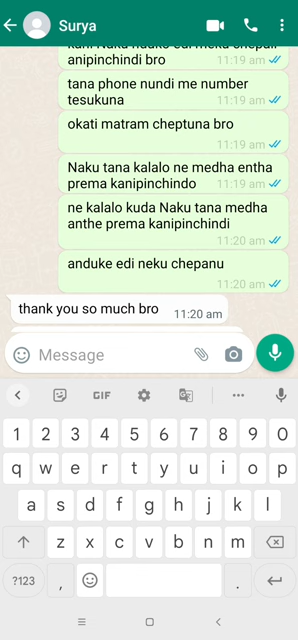 Surya
anipinchindi bro
11:19 am
tana phone nundi me number
tesukuna 11:19 am
okati matram cheptuna bro
11:19 am
Naku tana kalalo ne medha entha
prema kanipinchindo 11:19 am
ne kalalo kuda Naku tana medha
anthe prema kanipinchindi
11:20 am
anduke edi neku chepanu
11:20 am
thank you so much bro 11:20 am
Message
GIF
1 2 3 4 5 6 7 8 9 0
q w e r t y u i o p
a s d f g h j k l
z x c v b n m
?123 , .